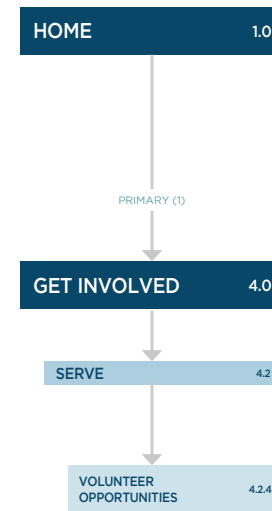 HOME 1.0
PRIMARY (1)
GET INVOLVED 4.0
SERVE 4.2
VOLUNTEER
OPPORTUNITIES 4.2.4